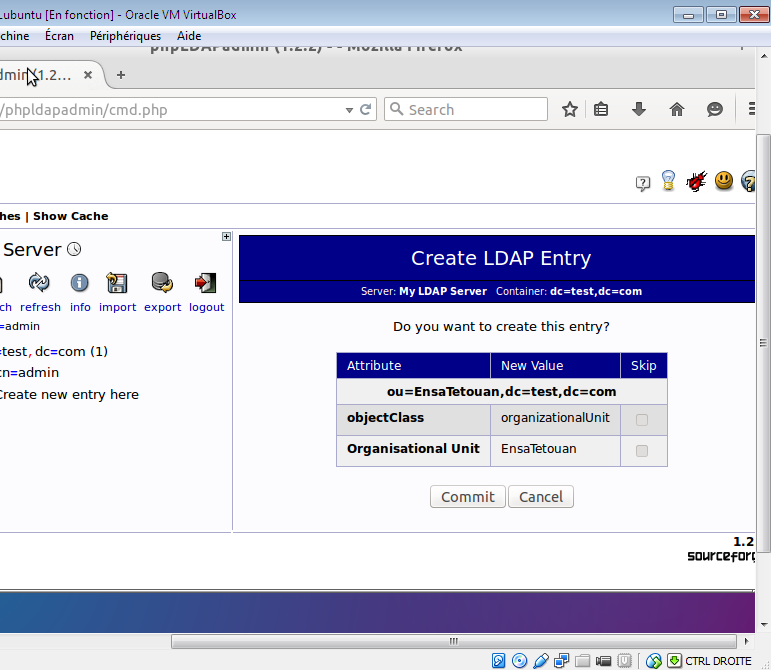 Lubuntu [En fonction] - Oracle VM VirtualBox
chine Écran Périphériques Aide
phpLDAPadmin (1.2.2) - - Mozilla Firefox
dmin (1.2... × +
/phpldapadmin/cmd.php
Search
hes | Show Cache
Server
ch refresh info import export logout
=admin
=test,dc=com (1)
cn=admin
Create new entry here
Create LDAP Entry
Server: My LDAP Server Container: dc=test,dc=com
Do you want to create this entry?
Attribute New Value Skip
ou=EnsaTetouan,dc=test,dc=com
objectClass organizationalUnit
Organisational Unit EnsaTetouan
Commit Cancel
1.2
sourceforg
CTRL DROITE